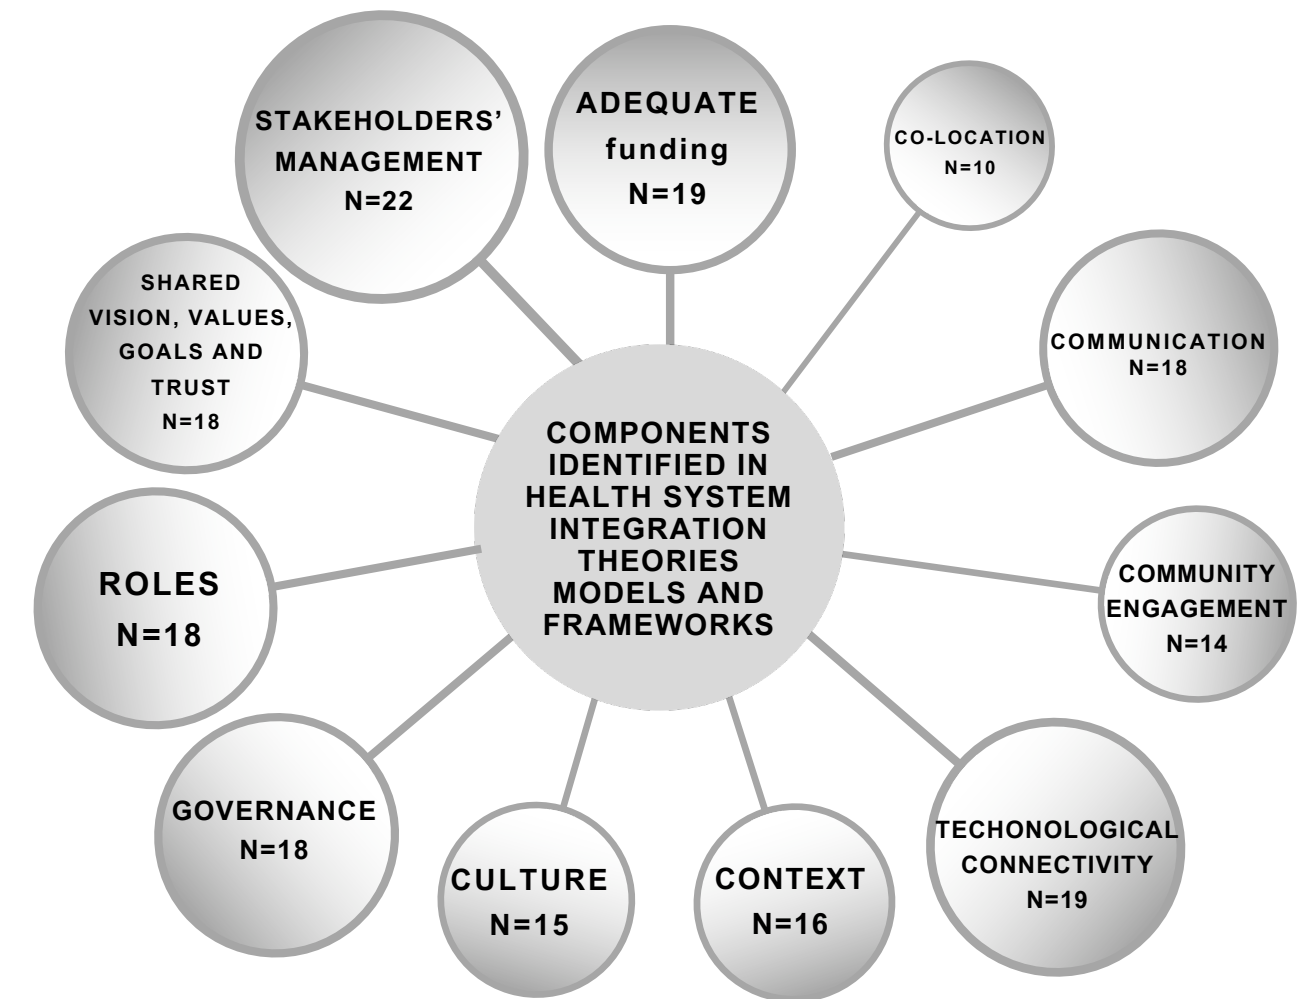 STAKEHOLDERS’
MANAGEMENT
N=22
ADEQUATE
funding
N=19
CO-LOCATION
N=10
SHARED
VISION, VALUES,
GOALS AND
TRUST
N=18
COMMUNICATION
N=18
COMPONENTS
IDENTIFIED IN
HEALTH SYSTEM
INTEGRATION
THEORIES
MODELS AND
FRAMEWORKS
ROLES
N=18
COMMUNITY
ENGAGEMENT
N=14
GOVERNANCE
N=18
CULTURE
N=15
CONTEXT
N=16
TECHONOLOGICAL
CONNECTIVITY
N=19